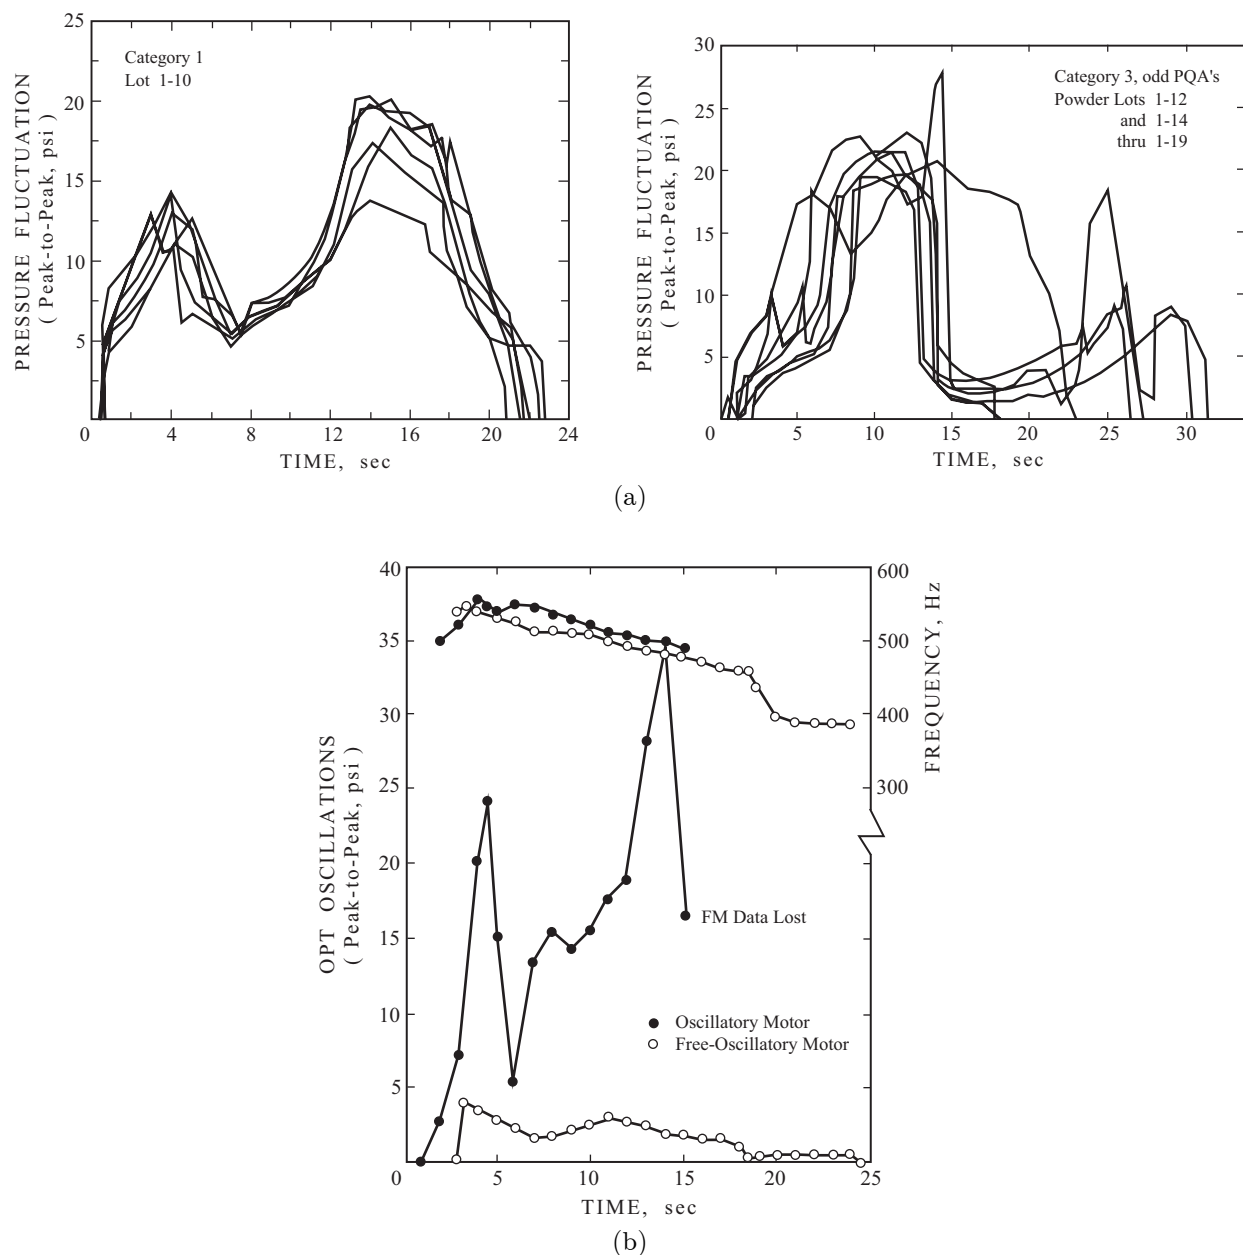 25
20
15
10
5
0
4
8
12
16
20
24
PRESSURE FLUCTUATION
( Peak-to-Peak, psi )
Category 1
Lot 1-10
TIME, sec
30
25
20
15
10
5
0
5
10
15
20
25
30
PRESSURE FLUCTUATION
( Peak-to-Peak, psi )
Category 3, odd PQA's
Powder Lots 1-12
and 1-14
thru 1-19
TIME, sec
(a)
40
35
30
25
20
15
10
5
0
5
10
15
20
25
600
500
400
300
OPT OSCILLATIONS
( Peak-to-Peak, psi )
FREQUENCY, Hz
FM Data Lost
Oscillatory Motor
Free-Oscillatory Motor
TIME, sec
(b)